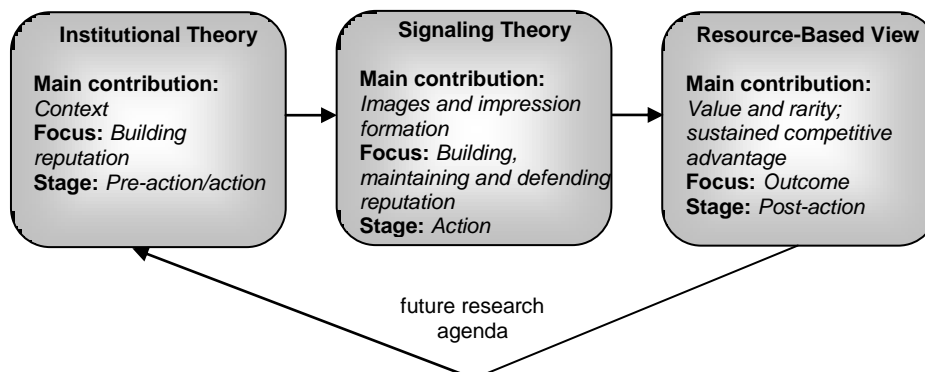 Institutional Theory
Main contribution:
Context
Focus: Building
reputation
Stage: Pre-action/action
Signaling Theory
Main contribution:
Images and impression
formation
Focus: Building,
maintaining and defending
reputation
Stage: Action
Resource-Based View
Main contribution:
Value and rarity;
sustained competitive
advantage
Focus: Outcome
Stage: Post-action
future research
agenda